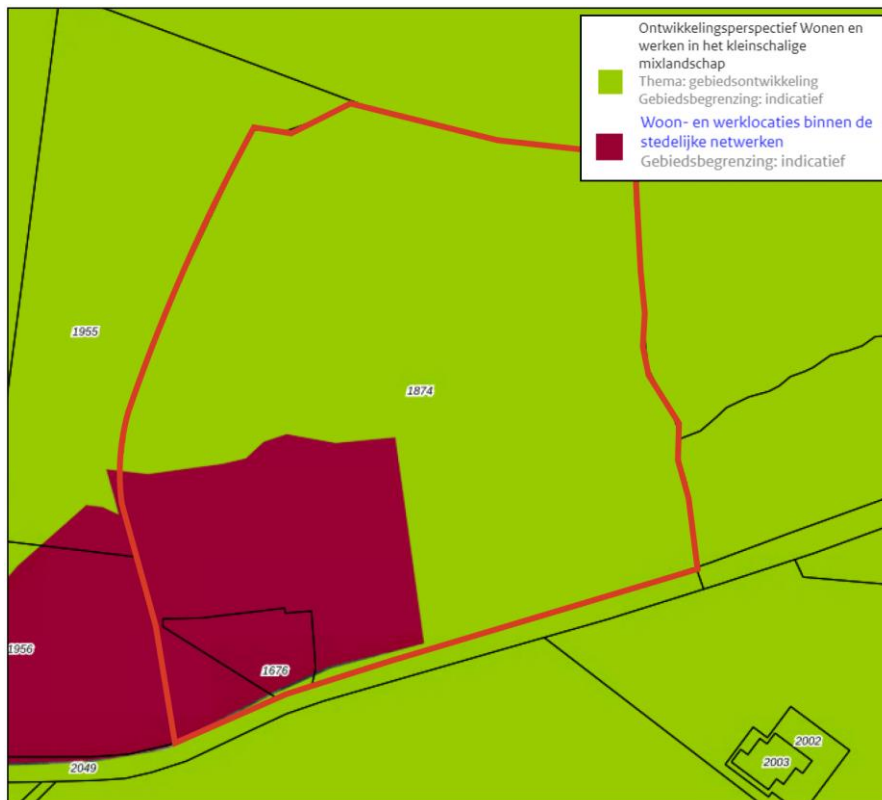 Ontwikkelingsperspectief Wonen en
werken in het kleinschalige
mixlandschap
Thema: gebiedsontwikkeling
Gebiedsbegrenzing: indicatief
Woon- en werklocaties binnen de
stedelijke netwerken
Gebiedsbegrenzing: indicatief
1955
1874
1956
1676
2049
2002
2003